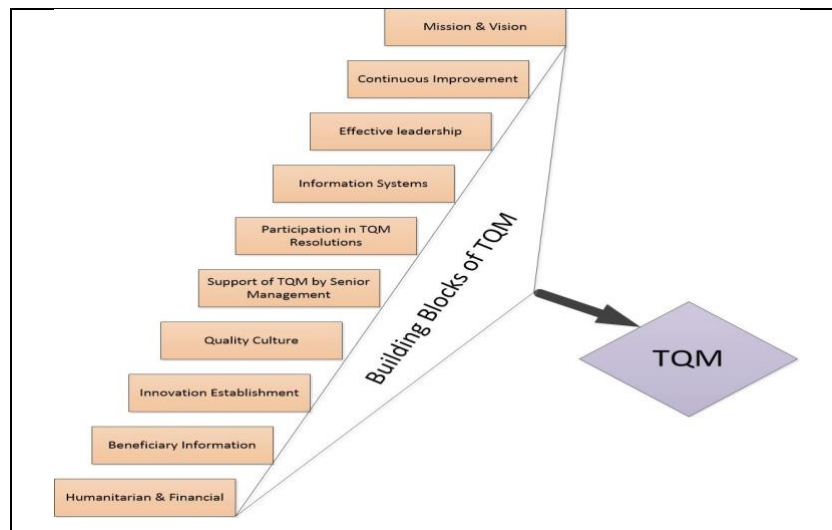 Mission & Vision
Continuous Improvement
Effective leadership
Information Systems
Participation in TQM
Resolutions
Support of TQM by Senior
Management
Quality Culture
Innovation Establishment
Beneficiary Information
Humanitarian & Financial
Building Blocks of TQM
TQM